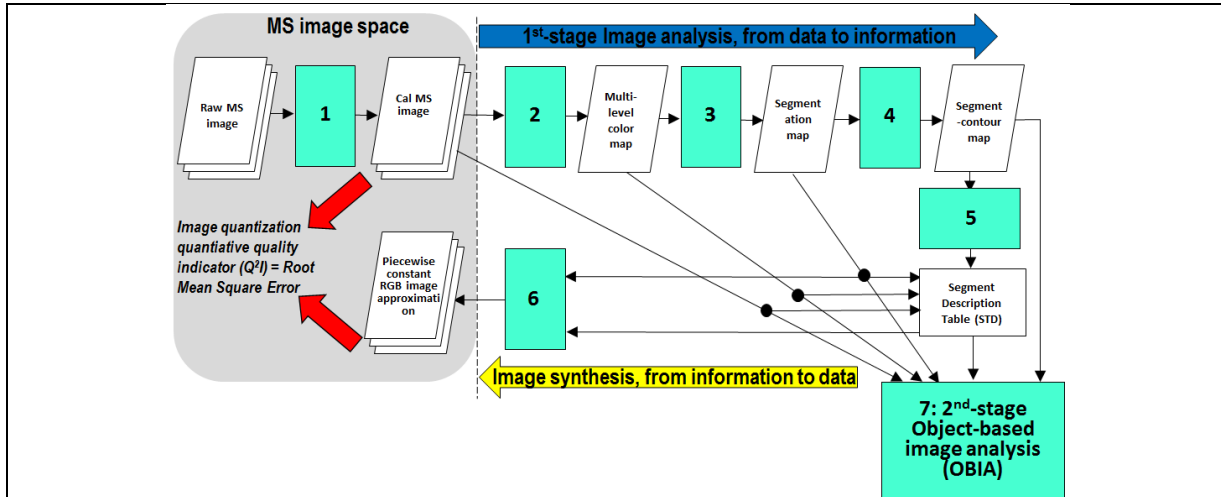 MS image space
1st-stage Image analysis, from data to information
Raw MS
image
1
Cal MS
image
2
Multi-
level
color
map
3
Segment
ation
map
4
Segment
-contour
map
5
Image quantization
quantiative quality
indicator (Q²I) = Root
Mean Square Error
Piecewise
constant
RGB image
approximati
on
6
Segment
Description
Table (STD)
Image synthesis, from information to data
7: 2nd-stage
Object-based
image analysis
(OBIA)